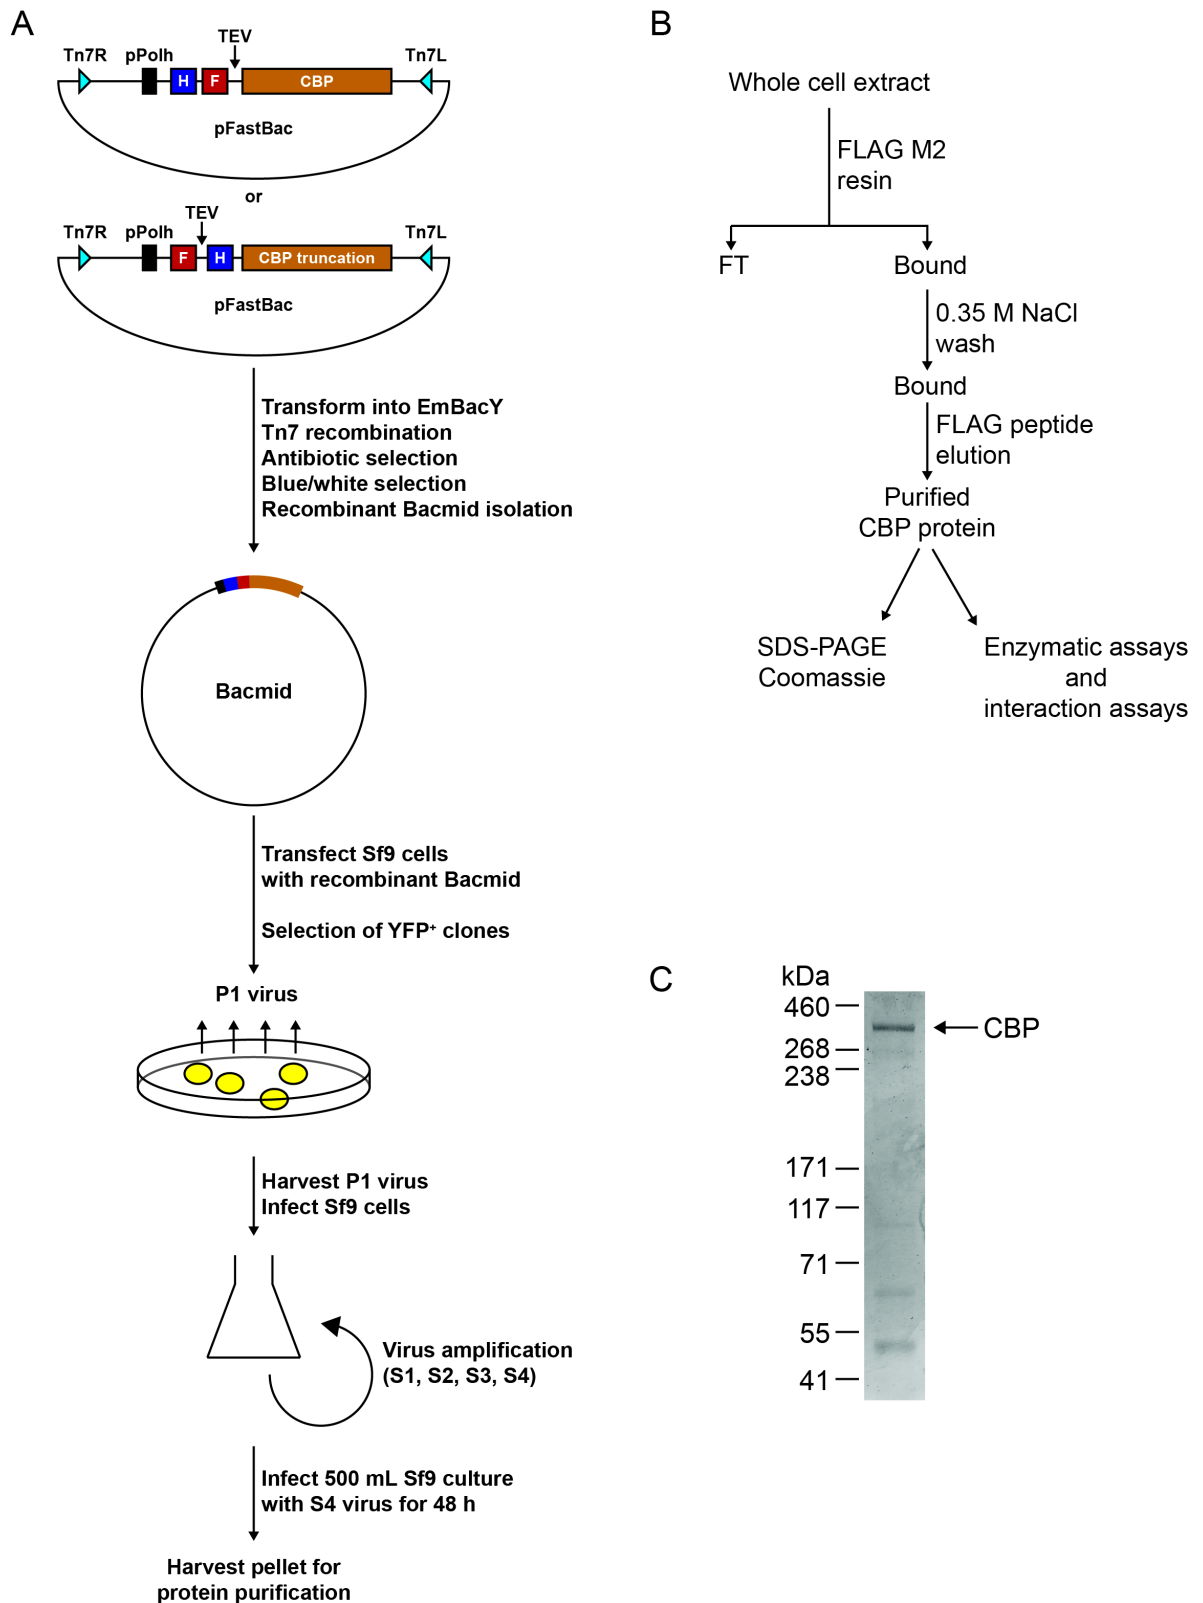 A
TEV
Tn7R pPolh Tn7L
H F CBP
pFastBac
or
TEV
Tn7R pPolh Tn7L
F H CBP truncation
pFastBac
Transform into EmBacY
Tn7 recombination
Antibiotic selection
Blue/white selection
Recombinant Bacmid isolation
Bacmid
Transfect Sf9 cells
with recombinant Bacmid
Selection of YFP⁺ clones
P1 virus
Harvest P1 virus
Infect Sf9 cells
Virus amplification
(S1, S2, S3, S4)
Infect 500 mL Sf9 culture
with S4 virus for 48 h
Harvest pellet for
protein purification
B
Whole cell extract
FLAG M2
resin
FT Bound
0.35 M NaCl
wash
Bound
FLAG peptide
elution
Purified
CBP protein
SDS-PAGE
Coomassie
Enzymatic assays
and
interaction assays
C
kDa
460
CBP
268
238
171
117
71
55
41